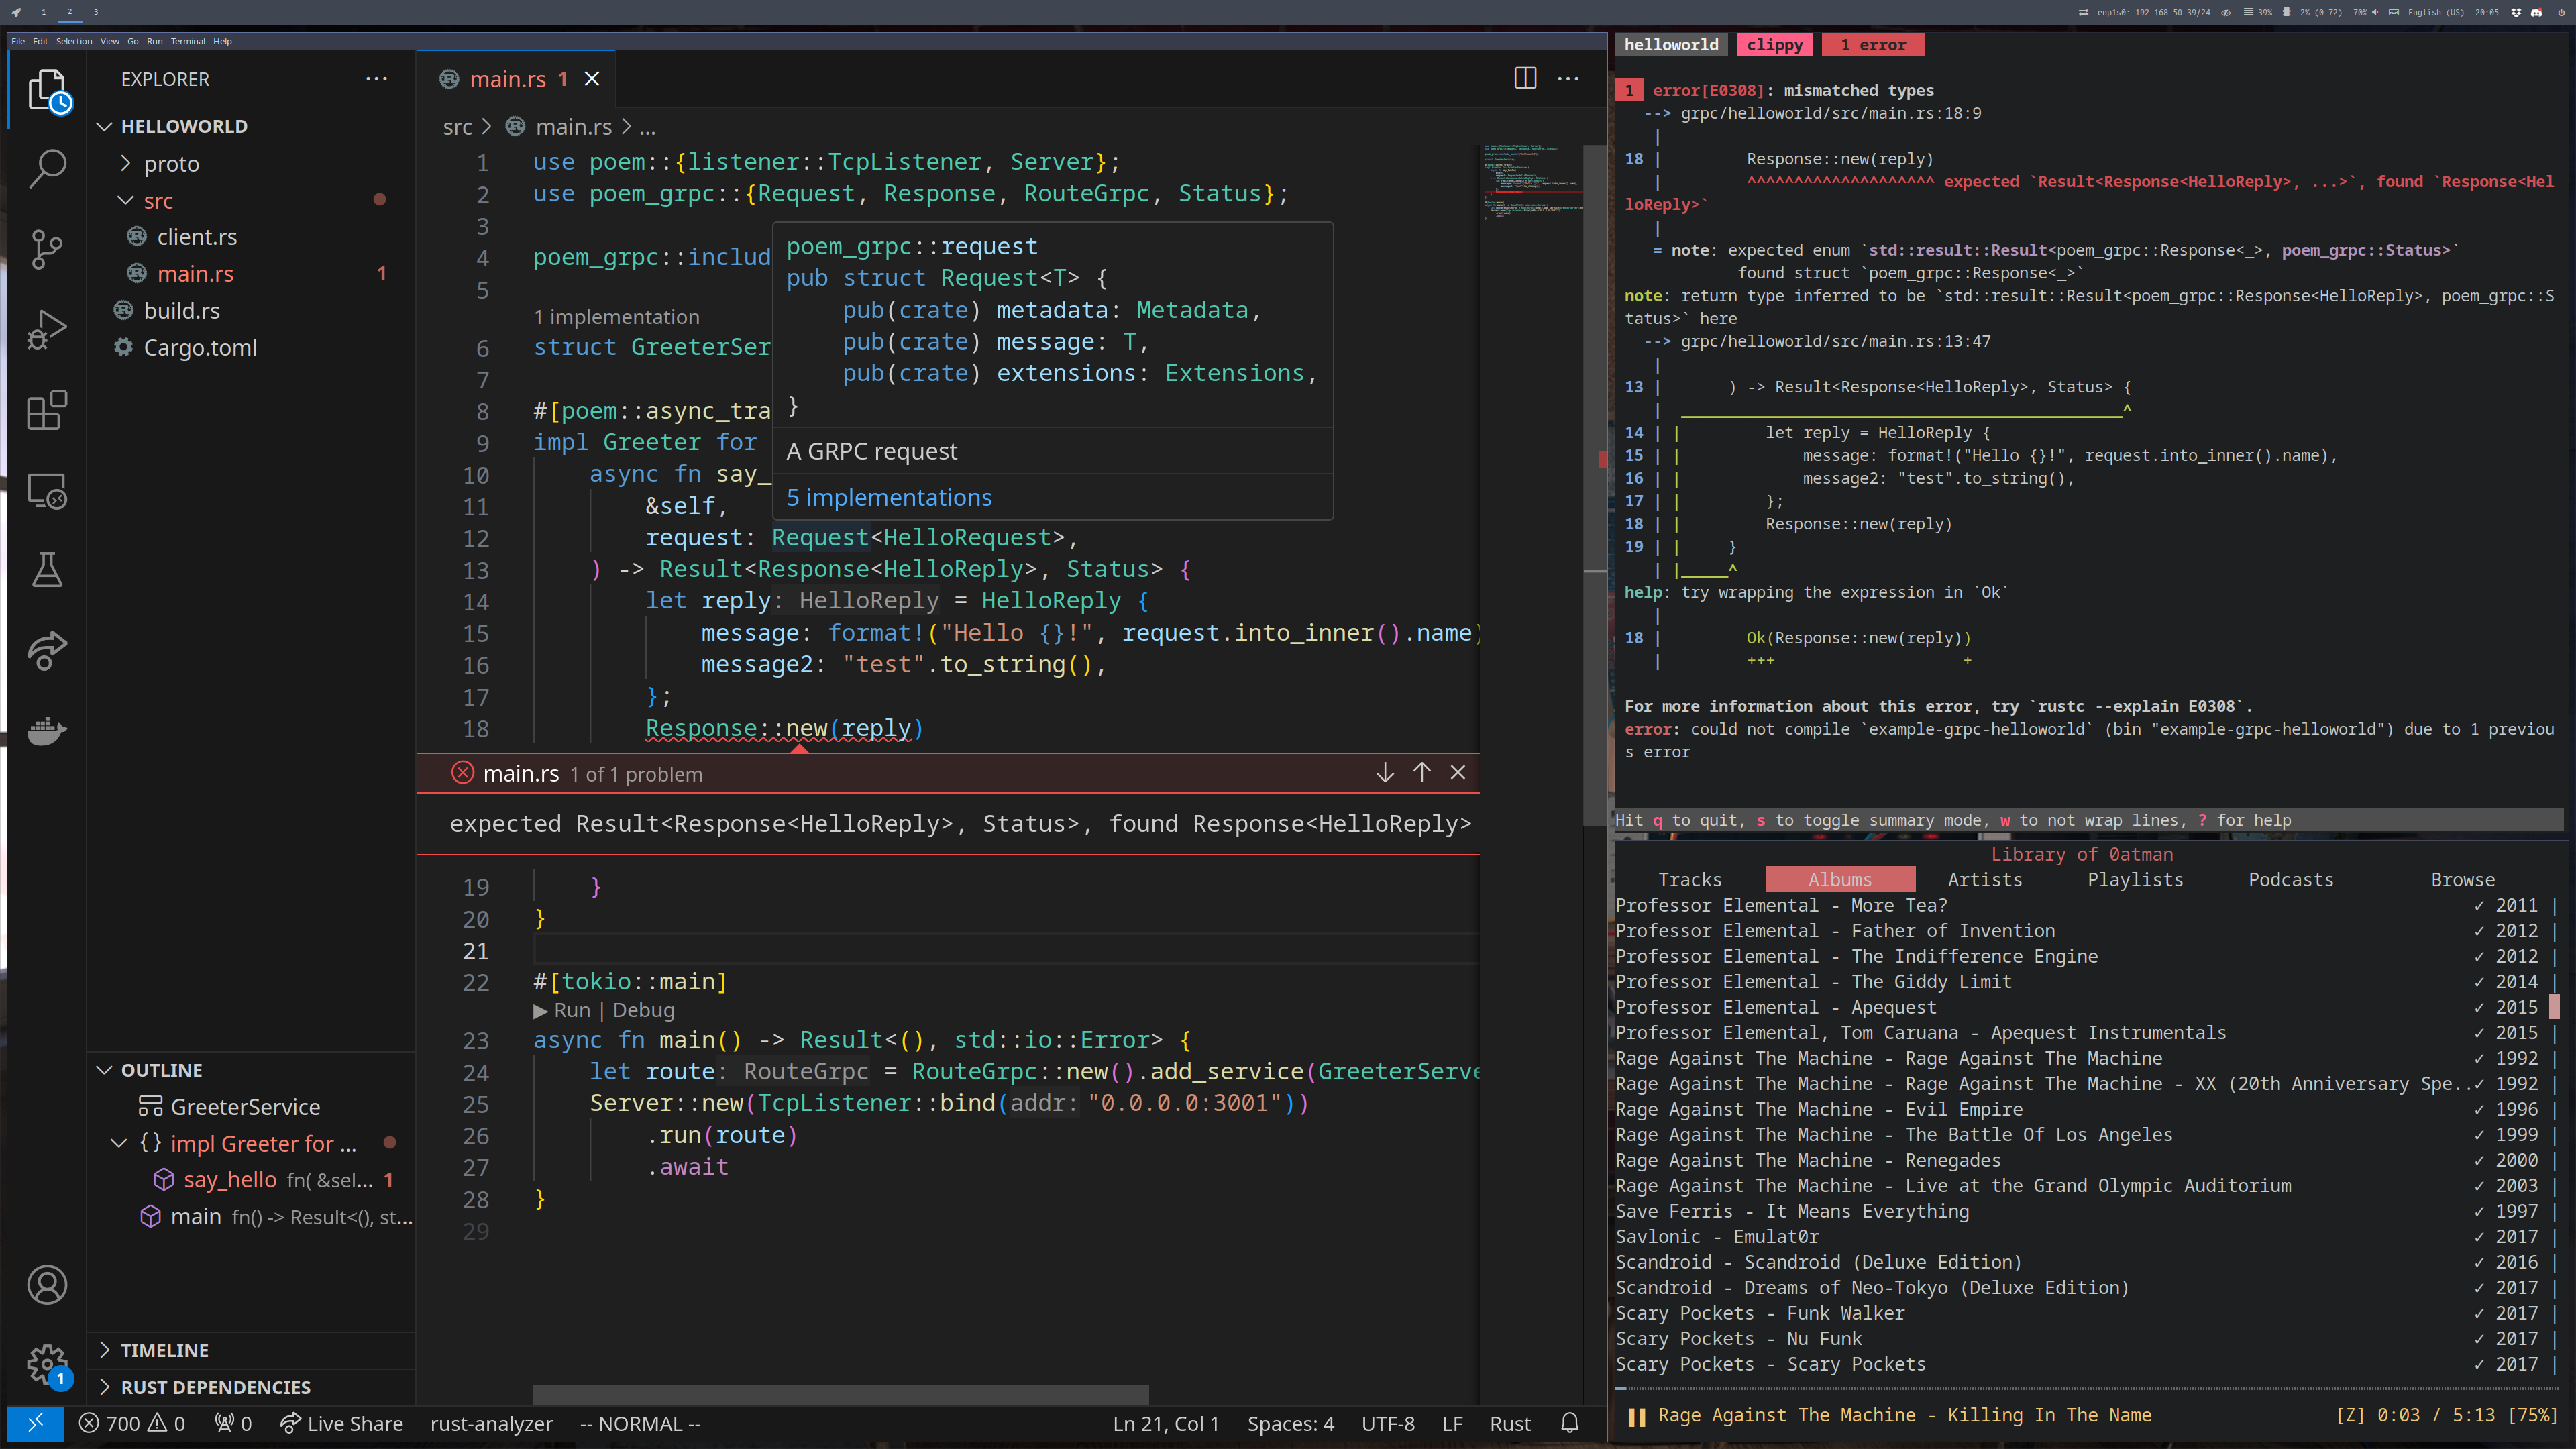 1 2 3
enp1s0: 192.168.50.39/24 39% 2% (0.72) 70% English (US) 20:05
File Edit Selection View Go Run Terminal Help
EXPLORER
HELLOWORLD
proto
src
client.rs
main.rs 1
build.rs
Cargo.toml
OUTLINE
GreeterService
{} impl Greeter for ...
say_hello fn( &sel... 1
main fn() -> Result<(), st...
TIMELINE
RUST DEPENDENCIES
1
main.rs 1
src > main.rs > ...
1 use poem::{listener::TcpListener, Server};
2 use poem_grpc::{Request, Response, RouteGrpc, Status};
3
4 poem_grpc::includ
5
1 implementation
6 struct GreeterSer
7
8 #[poem::async_tra
9 impl Greeter for
10 async fn say_
11 &self,
12 request: Request<HelloRequest>,
13 ) -> Result<Response<HelloReply>, Status> {
14 let reply: HelloReply = HelloReply {
15 message: format!("Hello {}!", request.into_inner().name)
16 message2: "test".to_string(),
17 };
18 Response::new(reply)
poem_grpc::request
pub struct Request<T> {
pub(crate) metadata: Metadata,
pub(crate) message: T,
pub(crate) extensions: Extensions,
}
A GRPC request
5 implementations
main.rs 1 of 1 problem
expected Result<Response<HelloReply>, Status>, found Response<HelloReply>
19 }
20 }
21
22 #[tokio::main]
▶ Run | Debug
23 async fn main() -> Result<(), std::io::Error> {
24 let route: RouteGrpc = RouteGrpc::new().add_service(GreeterServe
25 Server::new(TcpListener::bind(addr: "0.0.0.0:3001"))
26 .run(route)
27 .await
28 }
29
700 0 0 Live Share rust-analyzer -- NORMAL -- Ln 21, Col 1 Spaces: 4 UTF-8 LF Rust
helloworld clippy 1 error
1 error[E0308]: mismatched types
--> grpc/helloworld/src/main.rs:18:9
|
18 | Response::new(reply)
| ^^^^^^^^^^^^^^^^^^^^ expected `Result<Response<HelloReply>, ...>`, found `Response<Hel
loReply>`
|
= note: expected enum `std::result::Result<poem_grpc::Response<_>, poem_grpc::Status>`
found struct `poem_grpc::Response<_>`
note: return type inferred to be `std::result::Result<poem_grpc::Response<HelloReply>, poem_grpc::S
tatus>` here
--> grpc/helloworld/src/main.rs:13:47
|
13 | ) -> Result<Response<HelloReply>, Status> {
| _______________________________________________^
14 | | let reply = HelloReply {
15 | | message: format!("Hello {}!", request.into_inner().name),
16 | | message2: "test".to_string(),
17 | | };
18 | | Response::new(reply)
19 | | }
| |_____^
help: try wrapping the expression in `Ok`
|
18 | Ok(Response::new(reply))
| +++ +
For more information about this error, try `rustc --explain E0308`.
error: could not compile `example-grpc-helloworld` (bin "example-grpc-helloworld") due to 1 previou
s error
Hit q to quit, s to toggle summary mode, w to not wrap lines, ? for help
Library of 0atman
Tracks Albums Artists Playlists Podcasts Browse
Professor Elemental - More Tea? ✓ 2011
Professor Elemental - Father of Invention ✓ 2012
Professor Elemental - The Indifference Engine ✓ 2012
Professor Elemental - The Giddy Limit ✓ 2014
Professor Elemental - Apequest ✓ 2015
Professor Elemental, Tom Caruana - Apequest Instrumentals ✓ 2015
Rage Against The Machine - Rage Against The Machine ✓ 1992
Rage Against The Machine - Rage Against The Machine - XX (20th Anniversary Spe..✓ 1992
Rage Against The Machine - Evil Empire ✓ 1996
Rage Against The Machine - The Battle Of Los Angeles ✓ 1999
Rage Against The Machine - Renegades ✓ 2000
Rage Against The Machine - Live at the Grand Olympic Auditorium ✓ 2003
Save Ferris - It Means Everything ✓ 1997
Savlonic - Emulat0r ✓ 2017
Scandroid - Scandroid (Deluxe Edition) ✓ 2016
Scandroid - Dreams of Neo-Tokyo (Deluxe Edition) ✓ 2017
Scary Pockets - Funk Walker ✓ 2017
Scary Pockets - Nu Funk ✓ 2017
Scary Pockets - Scary Pockets ✓ 2017
Rage Against The Machine - Killing In The Name [Z] 0:03 / 5:13 [75%]